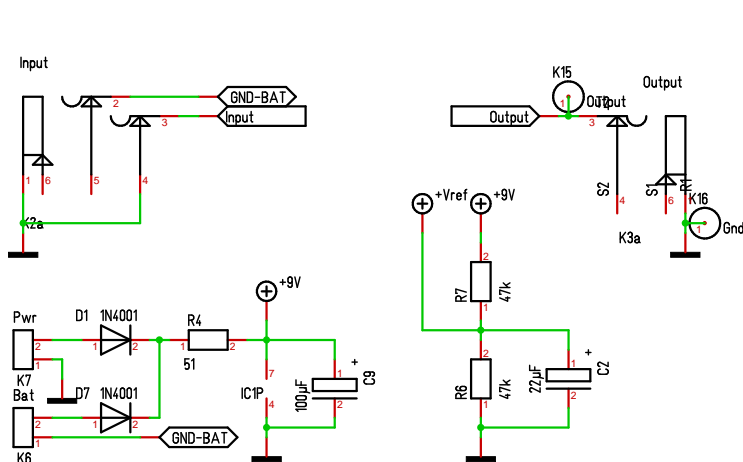 Input
2
GND-BAT
3
Input
1
6
5
4
K2a
K15
1
Output
J2
Output
3
Output
S2
S1
R1
4
6
1
K16
1
Gnd
K3a
+Vref
+9V
2
R7
47k
1
2
R6
47k
1
+
1
22µF
C2
2
Pwr
2
1
K7
D1
1N4001
1
2
R4
1
2
51
+9V
7
IC1P
4
+
1
100µF
C9
2
Bat
2
1
K6
D7
1N4001
1
2
GND-BAT